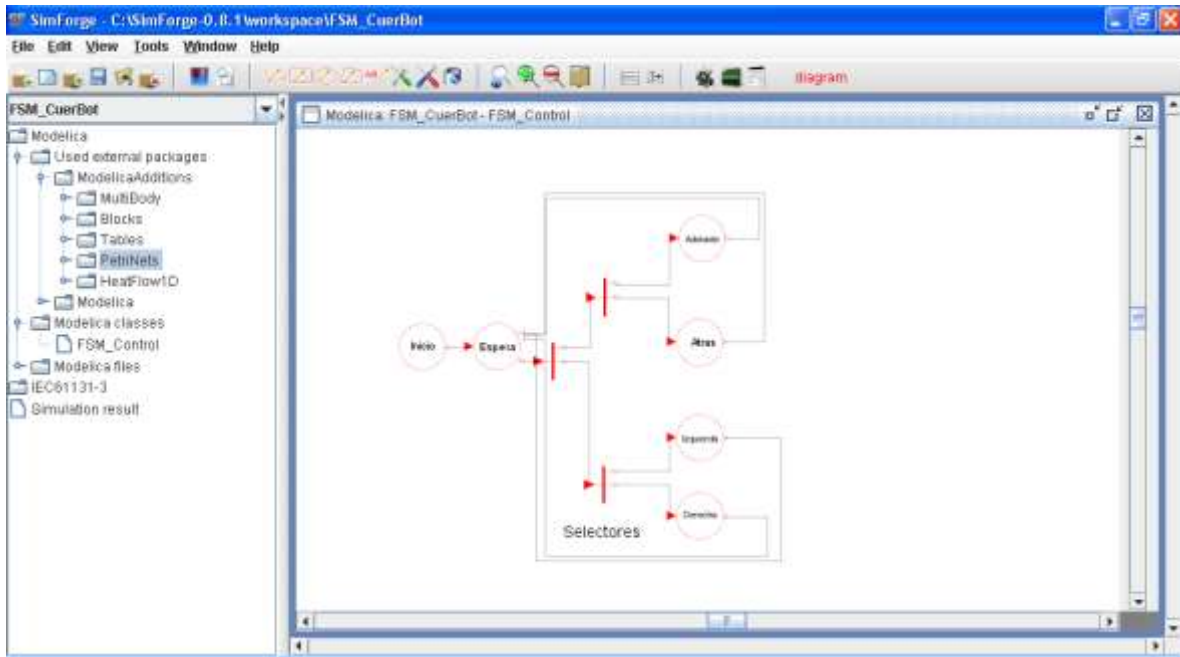 SimForge - C:\SimForge-0.8.1\workspace\FSM_CuerBot
File Edit View Tools Window Help
diagram
FSM_CuerBot
Modelica
Used external packages
ModelicaAdditions
MultiBody
Blocks
Tables
PetriNets
HeatFlow1D
Modelica
Modelica classes
FSM_Control
Modelica files
IEC61131-3
Simulation result
Modelica: FSM_CuerBot - FSM_Control
Adelante
Inicio
Espera
Atras
Izquierda
Derecha
Selectores